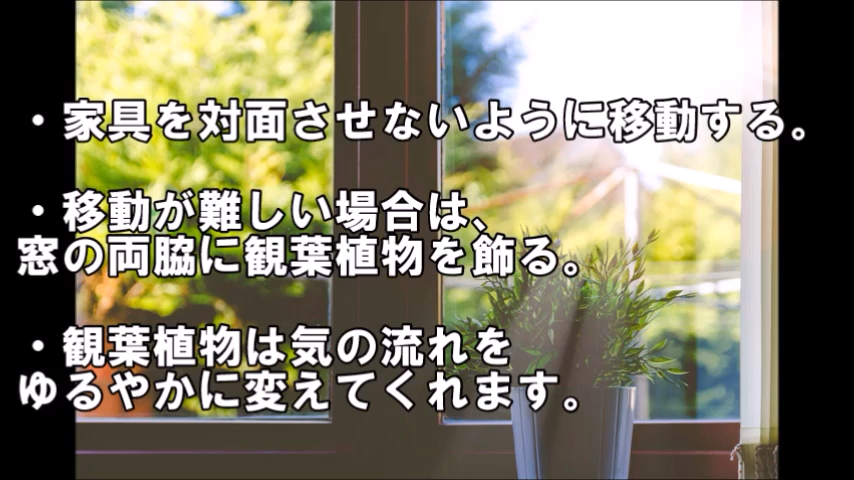 ・家具を対面させないように移動する。
・移動が難しい場合は、
窓の両脇に観葉植物を飾る。
・観葉植物は気の流れを
ゆるやかに変えてくれます。